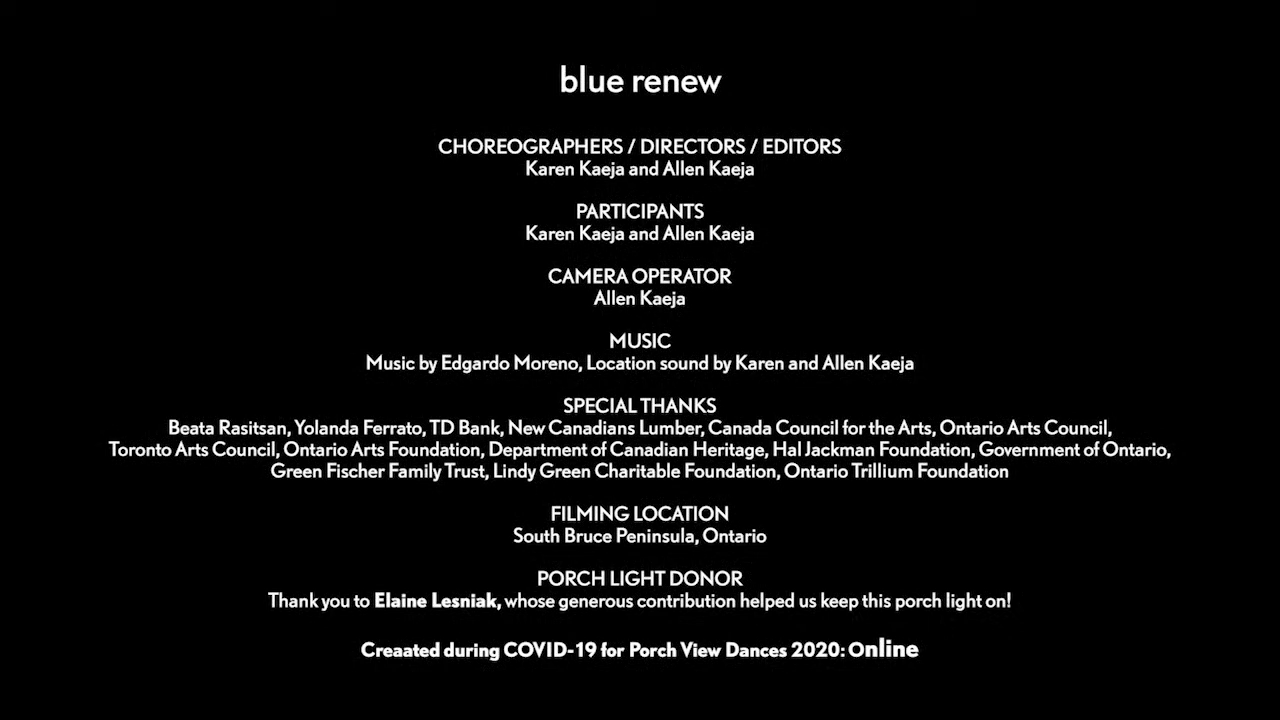 blue renew
CHOREOGRAPHERS / DIRECTORS / EDITORS
Karen Kaeja and Allen Kaeja
PARTICIPANTS
Karen Kaeja and Allen Kaeja
CAMERA OPERATOR
Allen Kaeja
MUSIC
Music by Edgardo Moreno, Location sound by Karen and Allen Kaeja
SPECIAL THANKS
Beata Rasitsan, Yolanda Ferrato, TD Bank, New Canadians Lumber, Canada Council for the Arts, Ontario Arts Council,
Toronto Arts Council, Ontario Arts Foundation, Department of Canadian Heritage, Hal Jackman Foundation, Government of Ontario,
Green Fischer Family Trust, Lindy Green Charitable Foundation, Ontario Trillium Foundation
FILMING LOCATION
South Bruce Peninsula, Ontario
PORCH LIGHT DONOR
Thank you to Elaine Lesniak, whose generous contribution helped us keep this porch light on!
Creaated during COVID-19 for Porch View Dances 2020: Online